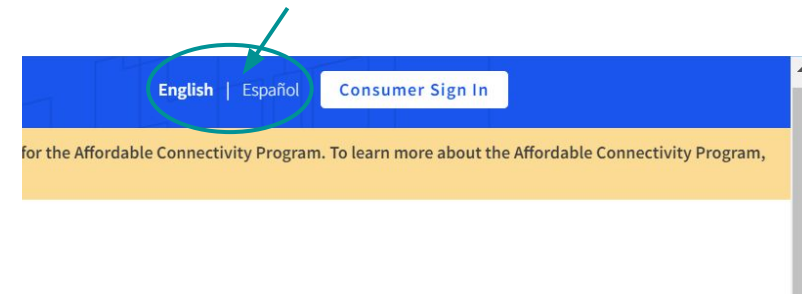 English | Español Consumer Sign In
for the Affordable Connectivity Program. To learn more about the Affordable Connectivity Program,